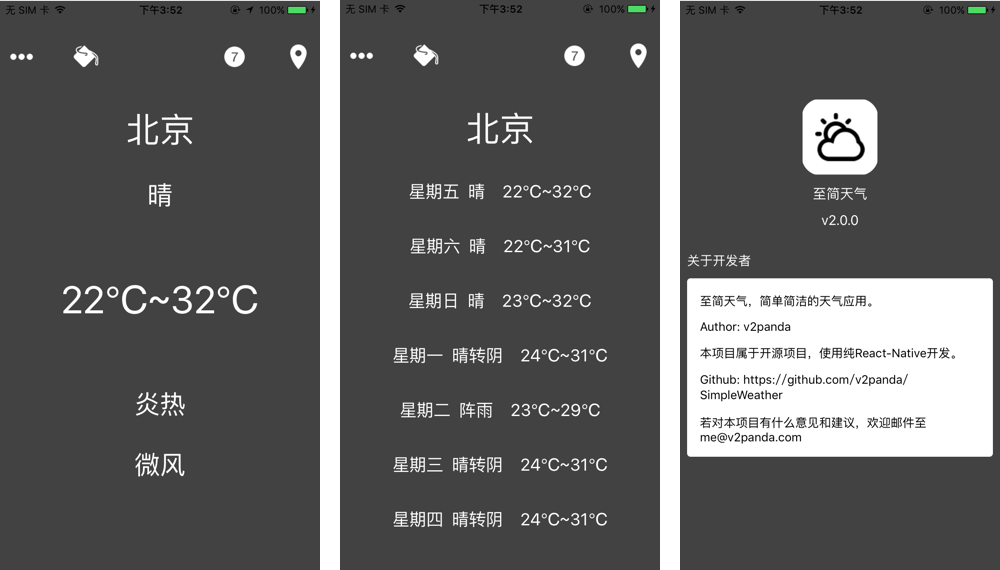 无 SIM 卡 下午3:52 100%
7
北京
晴
22°C~32°C
炎热
微风
无 SIM 卡 下午3:52 100%
7
北京
星期五 晴 22°C~32°C
星期六 晴 22°C~31°C
星期日 晴 23°C~32°C
星期一 晴转阴 24°C~31°C
星期二 阵雨 23°C~29°C
星期三 晴转阴 24°C~31°C
星期四 晴转阴 24°C~31°C
无 SIM 卡 下午3:52 100%
至简天气
v2.0.0
关于开发者
至简天气，简单简洁的天气应用。
Author: v2panda
本项目属于开源项目，使用纯React-Native开发。
Github: https://github.com/v2panda/
SimpleWeather
若对本项目有什么意见和建议，欢迎邮件至
me@v2panda.com